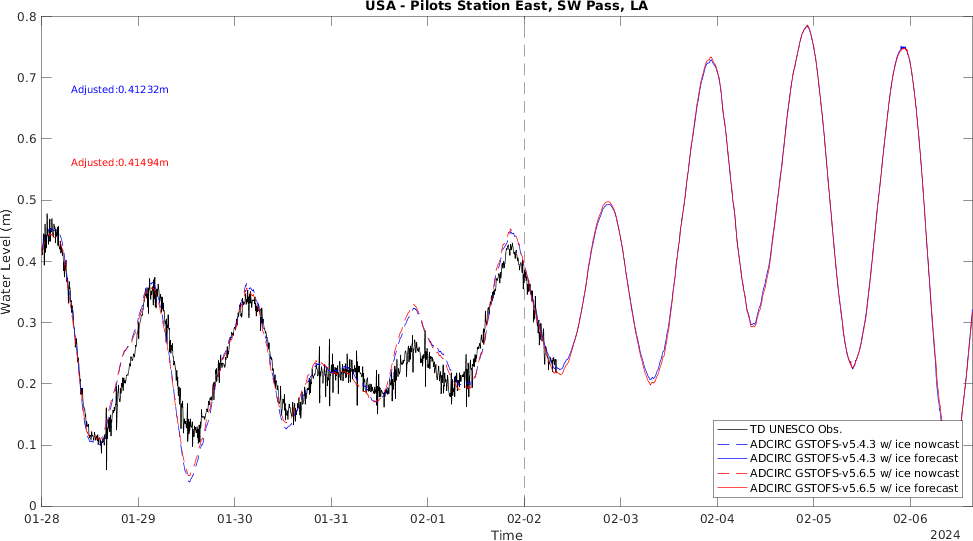 USA - Pilots Station East, SW Pass, LA
0.8
0.7
0.6
0.5
0.4
0.3
0.2
0.1
0
Water Level (m)
Adjusted:0.41232m
Adjusted:0.41494m
TD UNESCO Obs.
ADCIRC GSTOFS-v5.4.3 w/ ice nowcast
ADCIRC GSTOFS-v5.4.3 w/ ice forecast
ADCIRC GSTOFS-v5.6.5 w/ ice nowcast
ADCIRC GSTOFS-v5.6.5 w/ ice forecast
01-28 01-29 01-30 01-31 02-01 02-02 02-03 02-04 02-05 02-06
Time
2024